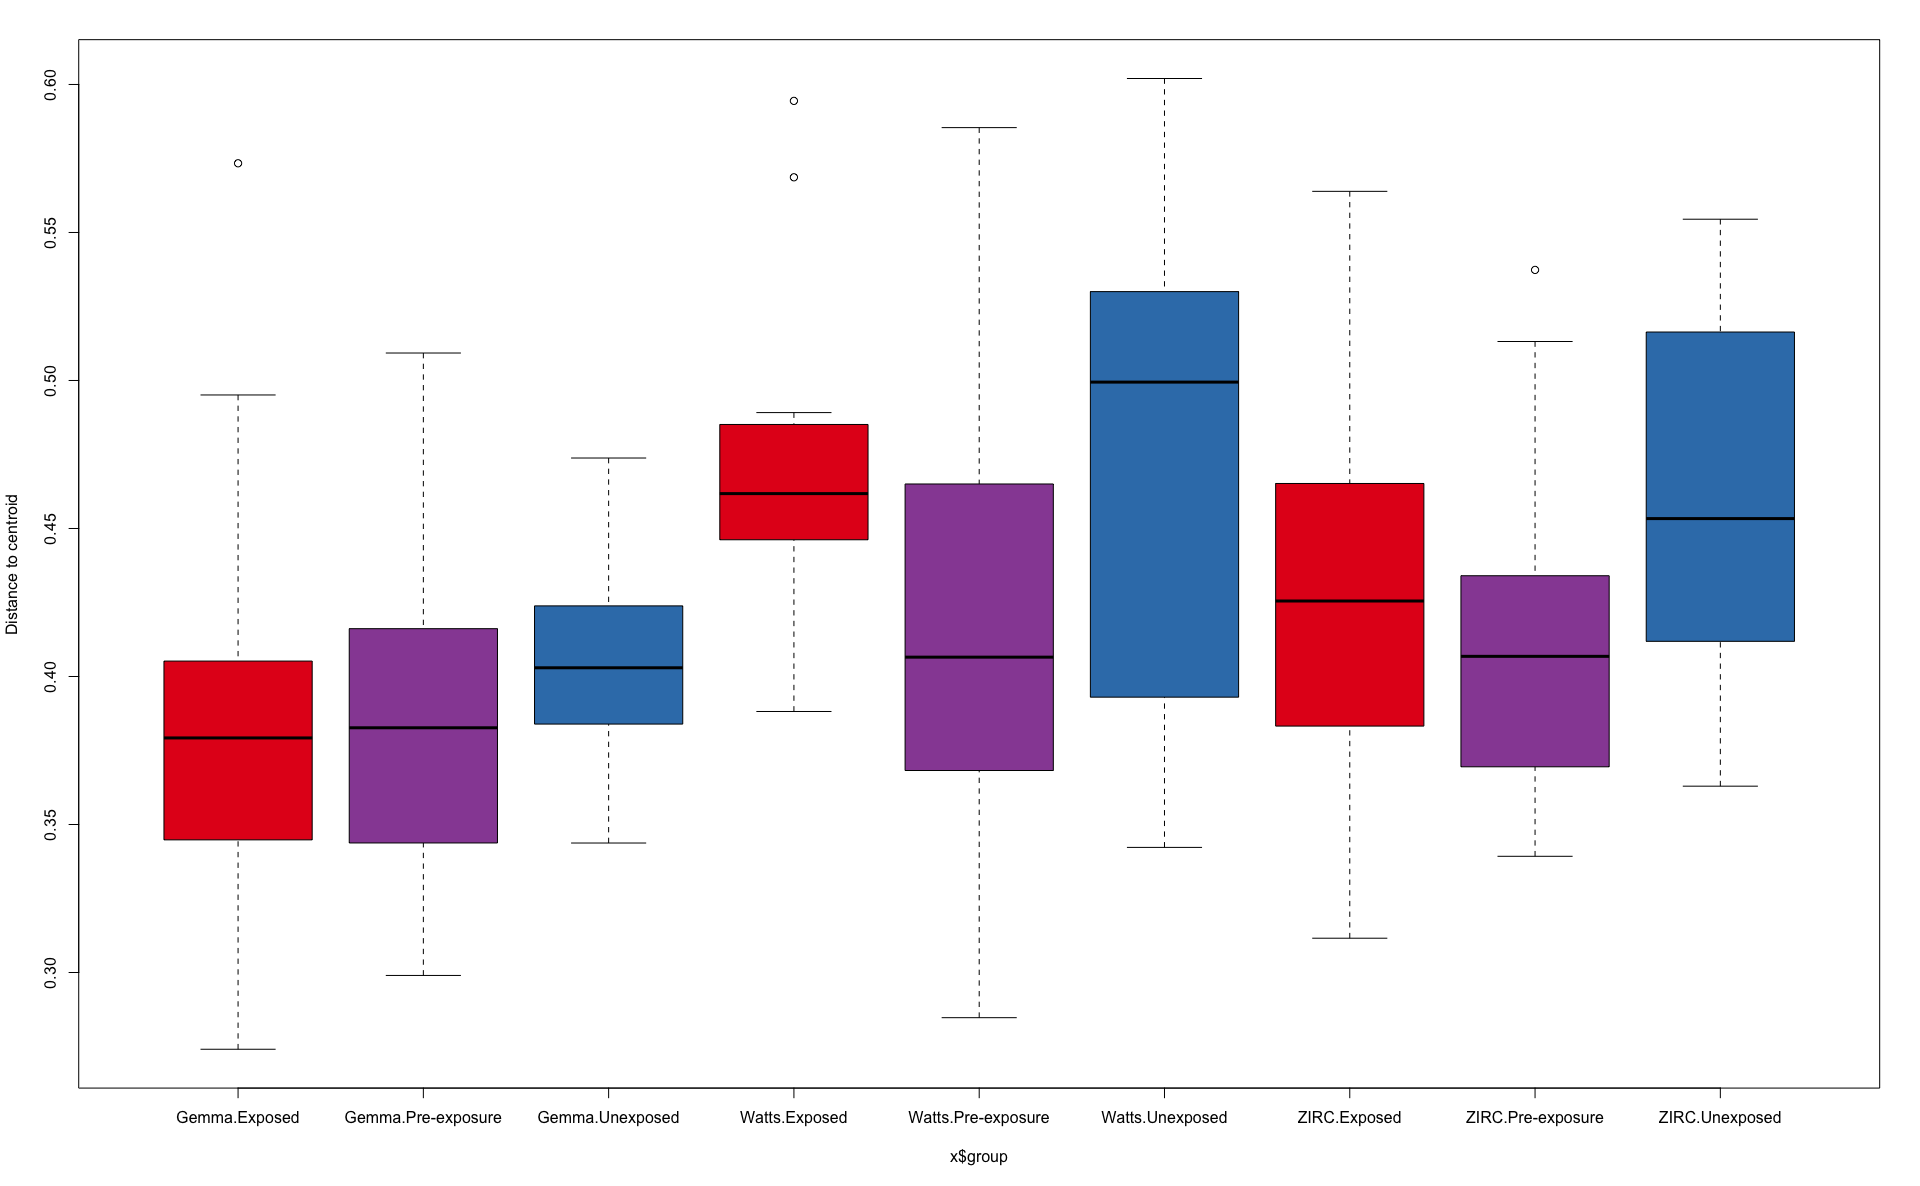 Distance to centroid
0.60
0.55
0.50
0.45
0.40
0.35
0.30
Gemma.Exposed
Gemma.Pre-exposure
Gemma.Unexposed
Watts.Exposed
Watts.Pre-exposure
Watts.Unexposed
ZIRC.Exposed
ZIRC.Pre-exposure
ZIRC.Unexposed
x$group